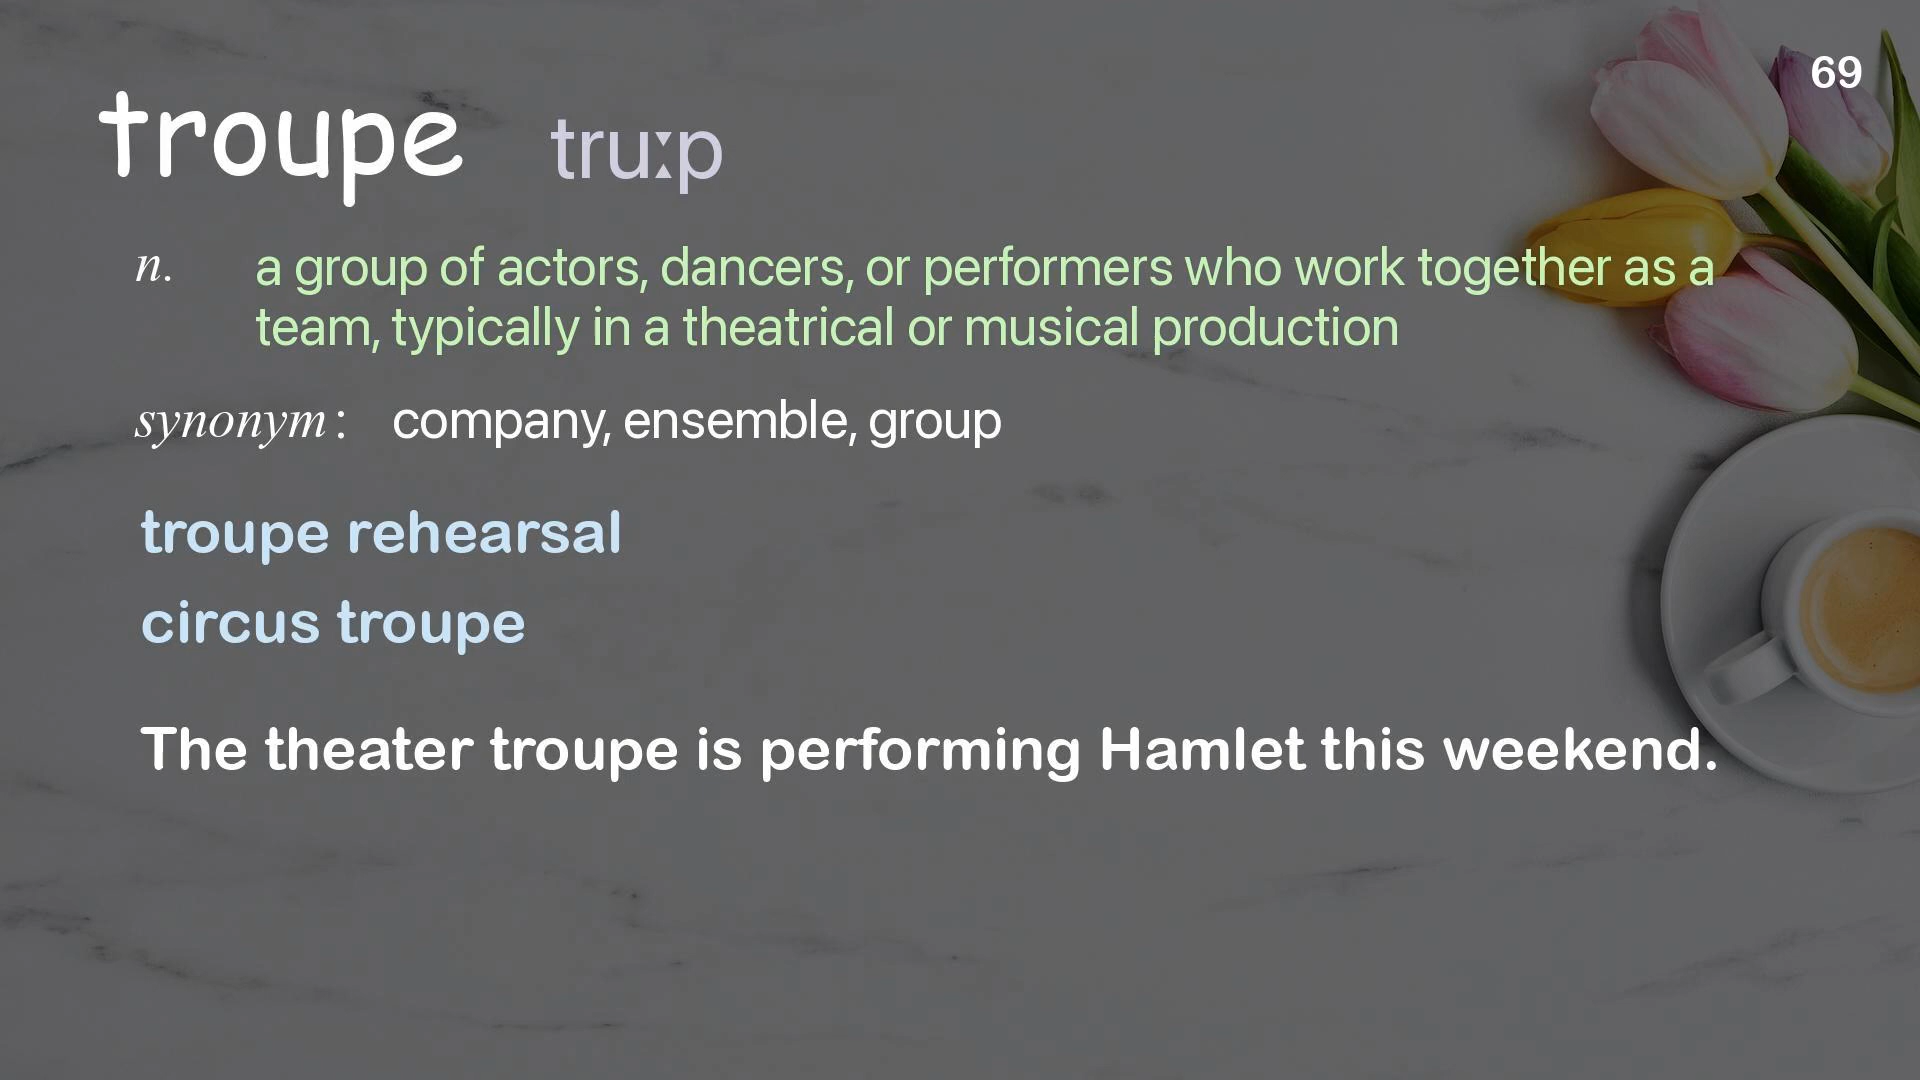 69
troupe truːp
n. a group of actors, dancers, or performers who work together as a
team, typically in a theatrical or musical production
synonym: company, ensemble, group
troupe rehearsal
circus troupe
The theater troupe is performing Hamlet this weekend.